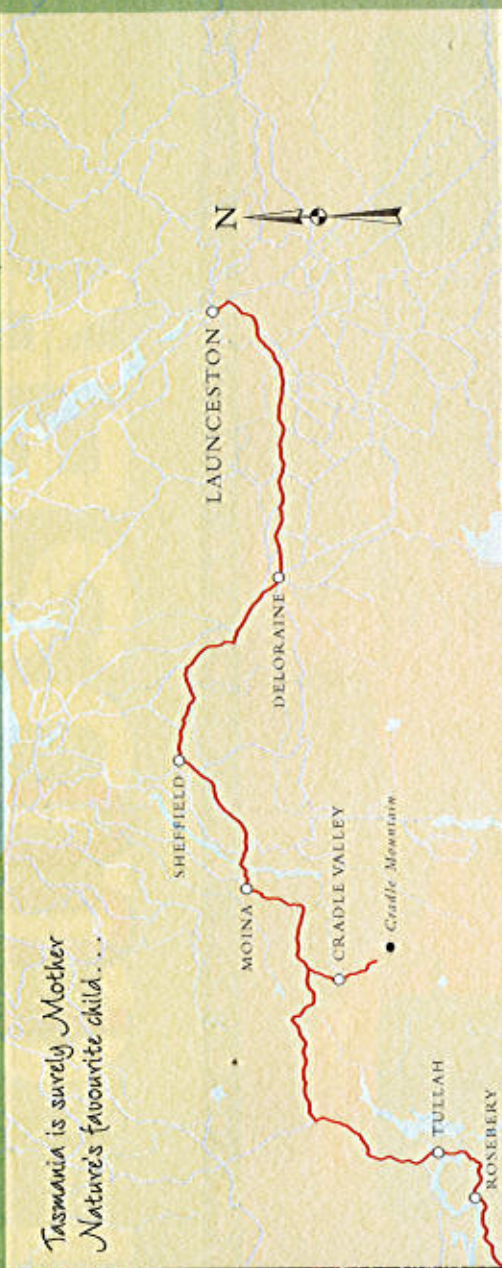 Tasmania is surely Mother
Nature's favourite child....
N
LAUNCESTON
DELORAINE
SHEFFIELD
MOINA
CRADLE VALLEY
Cradle Mountain
TULLAH
ROSEBERY